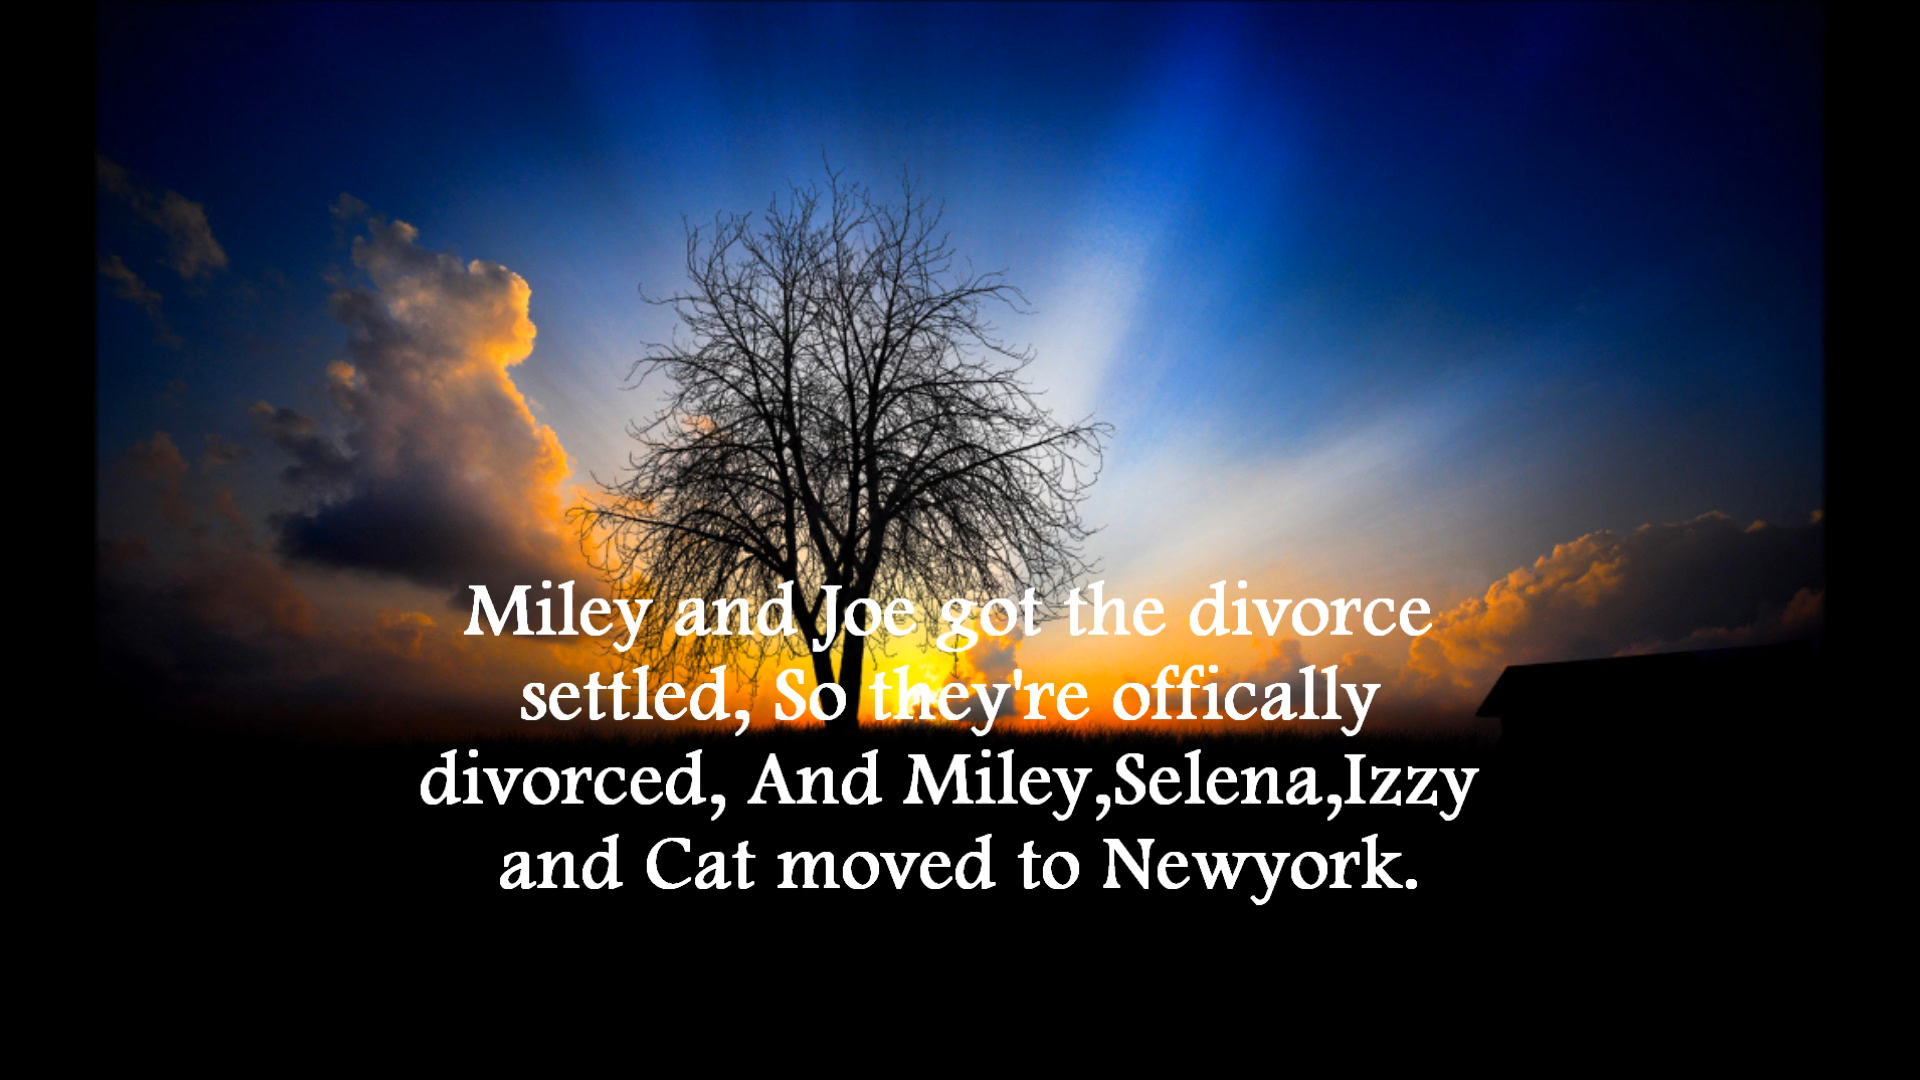 Miley and Joe got the divorce
settled, So they're offically
divorced, And Miley,Selena,Izzy
and Cat moved to Newyork.